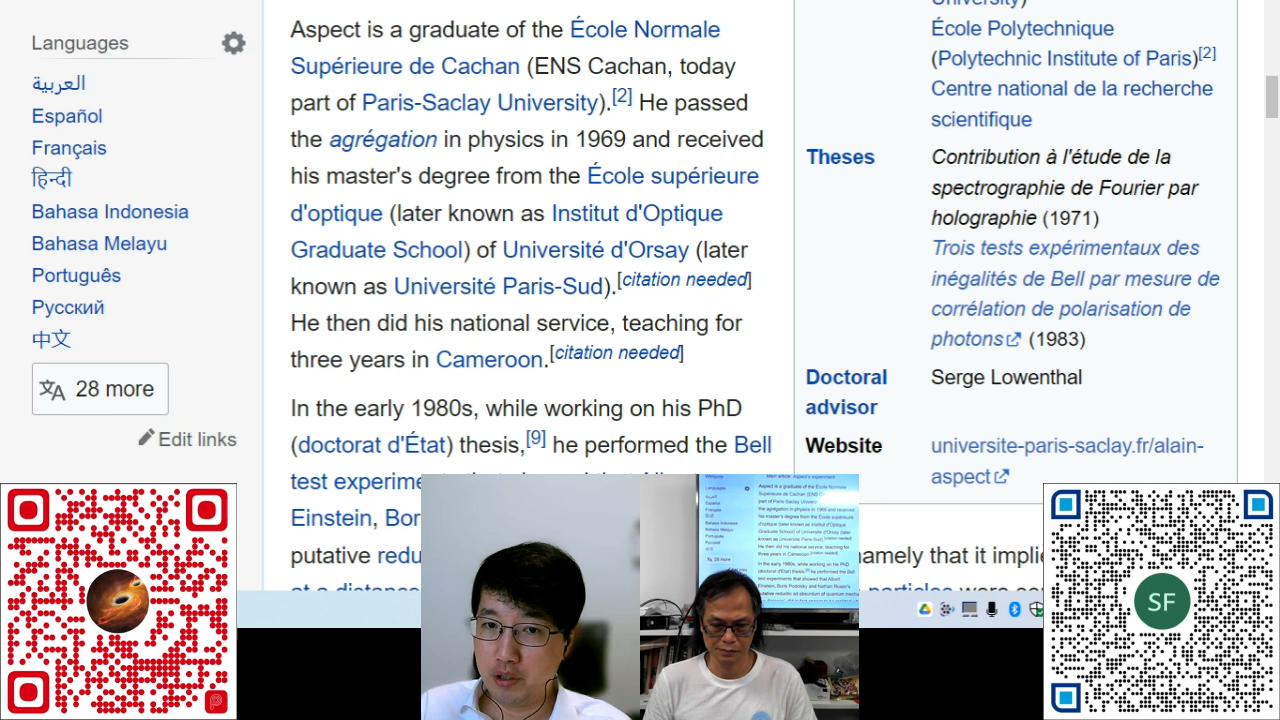 Languages
العربية
Español
Français
हिन्दी
Bahasa Indonesia
Bahasa Melayu
Português
Русский
中文
28 more
Edit links
Aspect is a graduate of the École Normale
Supérieure de Cachan (ENS Cachan, today
part of Paris-Saclay University).[2] He passed
the agrégation in physics in 1969 and received
his master's degree from the École supérieure
d'optique (later known as Institut d'Optique
Graduate School) of Université d'Orsay (later
known as Université Paris-Sud).[citation needed]
He then did his national service, teaching for
three years in Cameroon.[citation needed]
In the early 1980s, while working on his PhD
(doctorat d'État) thesis,[9] he performed the Bell
test experime
Einstein, Bor
putative redu
at a distance
namely that it impli
particles were
University)
École Polytechnique
(Polytechnic Institute of Paris)[2]
Centre national de la recherche
scientifique
Theses
Contribution à l'étude de la
spectrographie de Fourier par
holographie (1971)
Trois tests expérimentaux des
inégalités de Bell par mesure de
corrélation de polarisation de
photons (1983)
Doctoral
advisor
Serge Lowenthal
Website
universite-paris-saclay.fr/alain-
aspect
SF